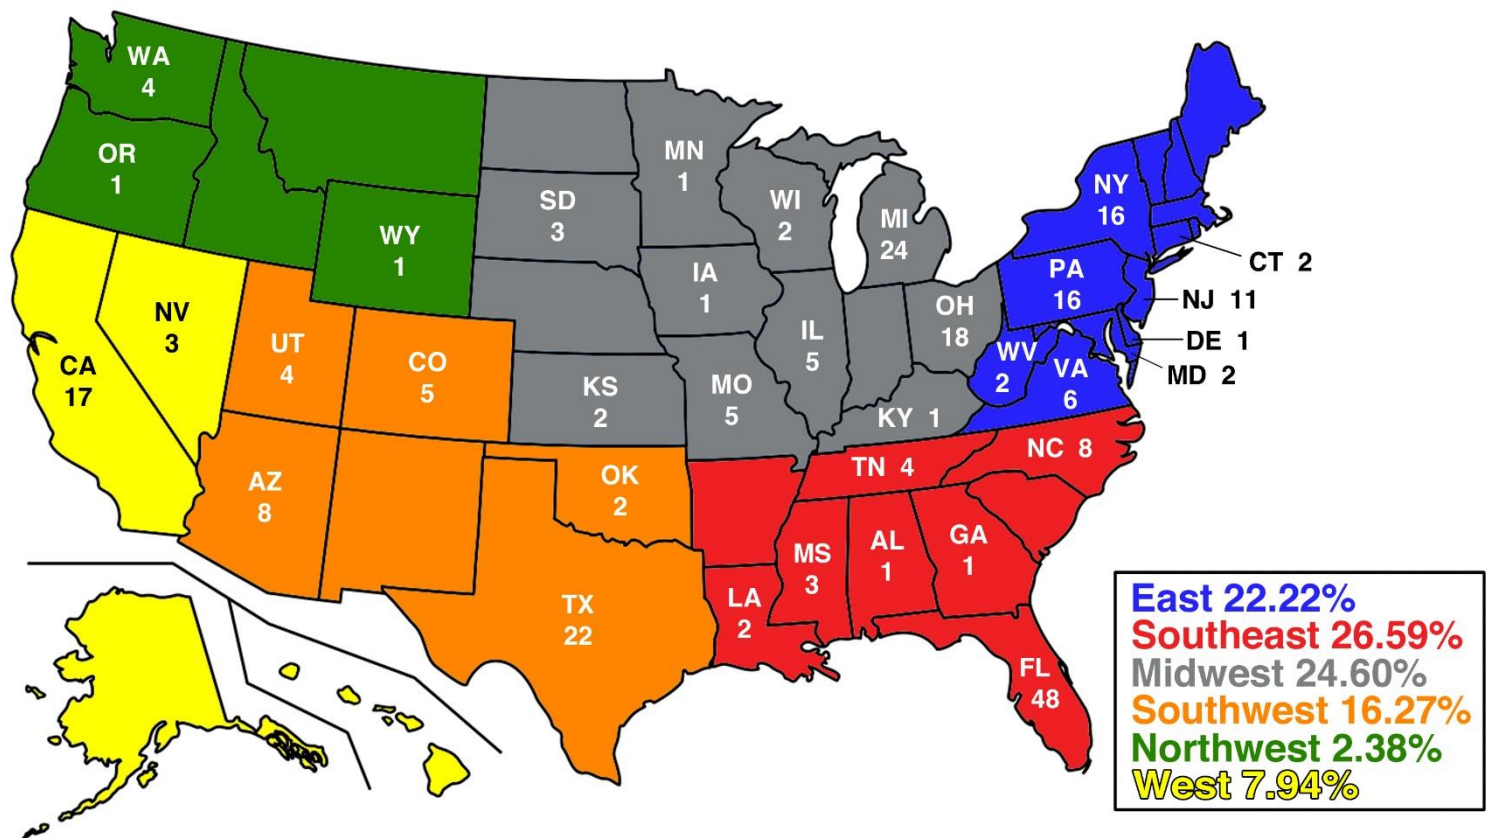 WA
4
OR
1
WY
1
NV
3
CA
17
UT
4
CO
5
AZ
8
OK
2
TX
22
SD
3
KS
2
MN
1
IA
1
MO
5
WI
2
IL
5
MI
24
OH
18
KY 1
NY
16
PA
16
WV
2
VA
6
CT 2
NJ 11
DE 1
MD 2
TN 4
NC 8
MS
3
AL
1
GA
1
LA
2
FL
48
East 22.22%
Southeast 26.59%
Midwest 24.60%
Southwest 16.27%
Northwest 2.38%
West 7.94%